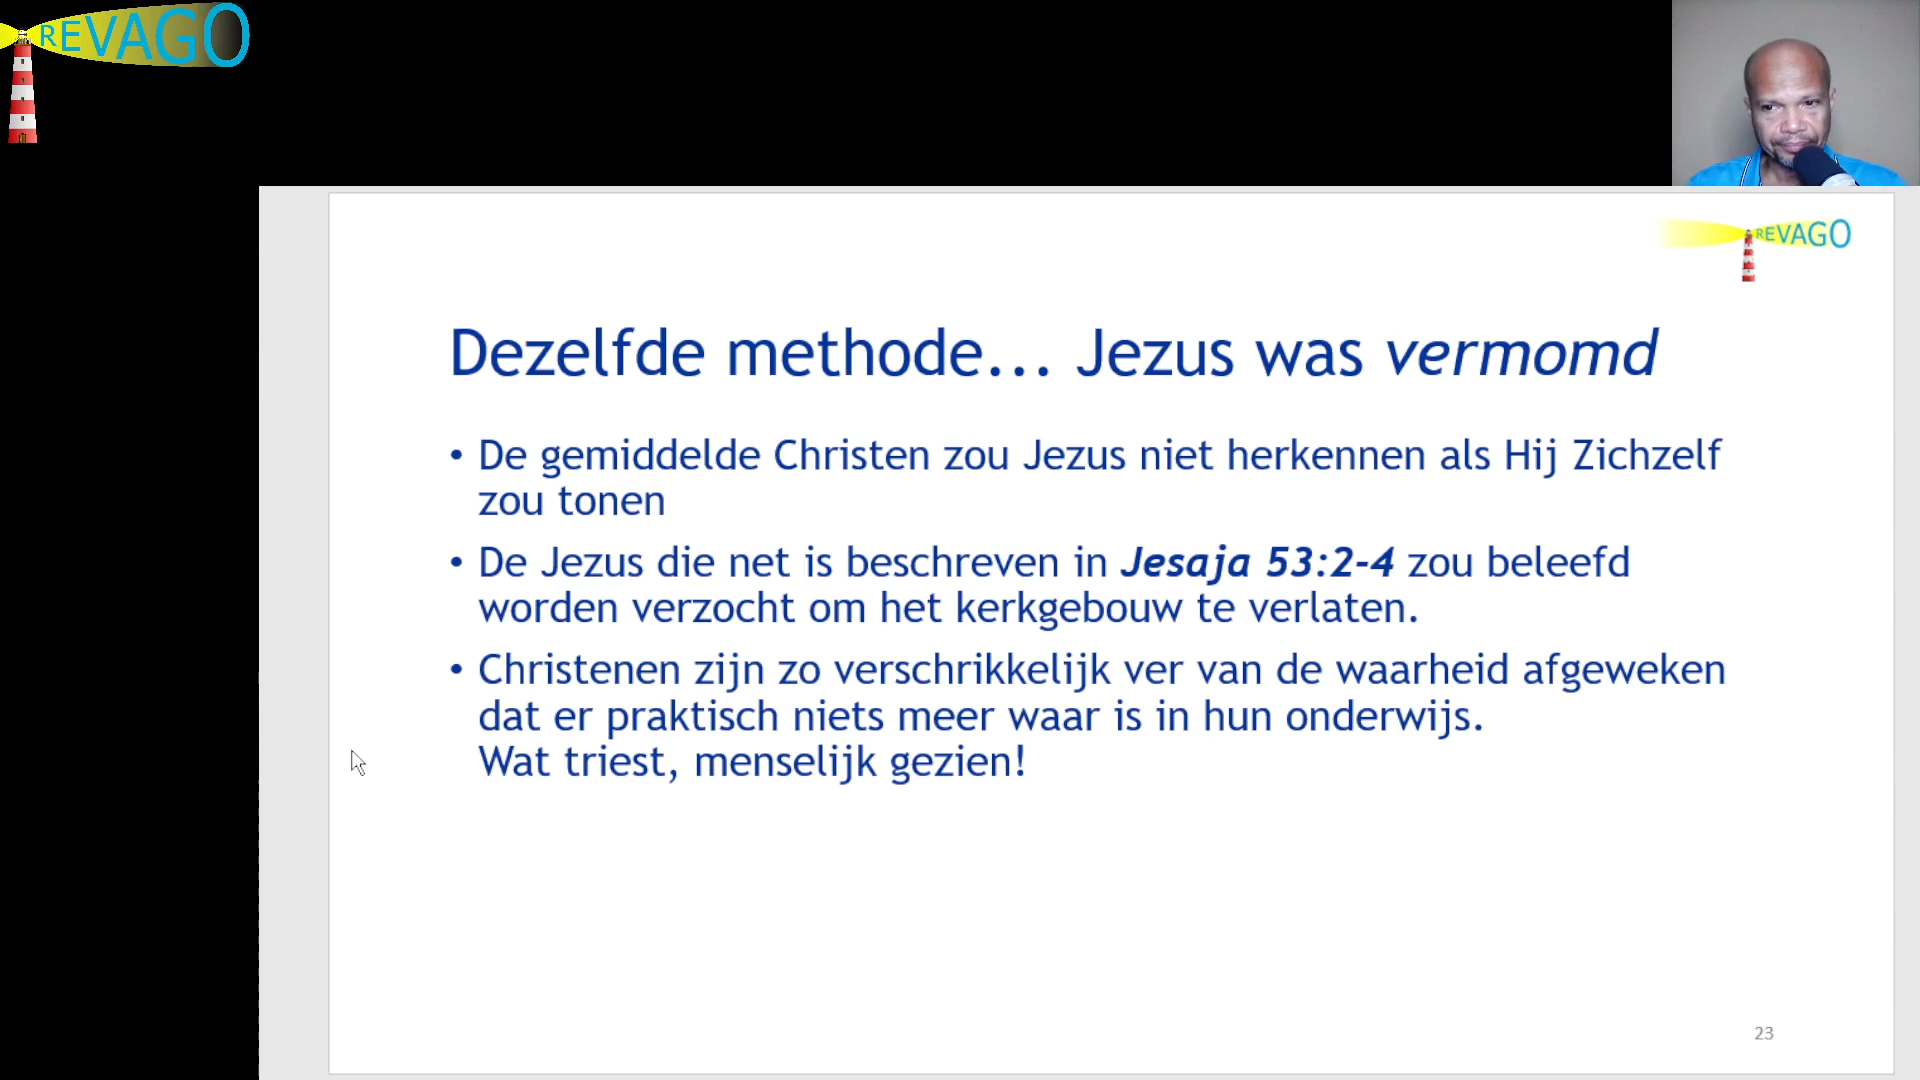 REVAGO
REVAGO
Dezelfde methode... Jezus was vermomd
• De gemiddelde Christen zou Jezus niet herkennen als Hij Zichzelf
zou tonen
• De Jezus die net is beschreven in Jesaja 53:2-4 zou beleefd
worden verzocht om het kerkgebouw te verlaten.
• Christenen zijn zo verschrikkelijk ver van de waarheid afgeweken
dat er praktisch niets meer waar is in hun onderwijs.
Wat triest, menselijk gezien!
23